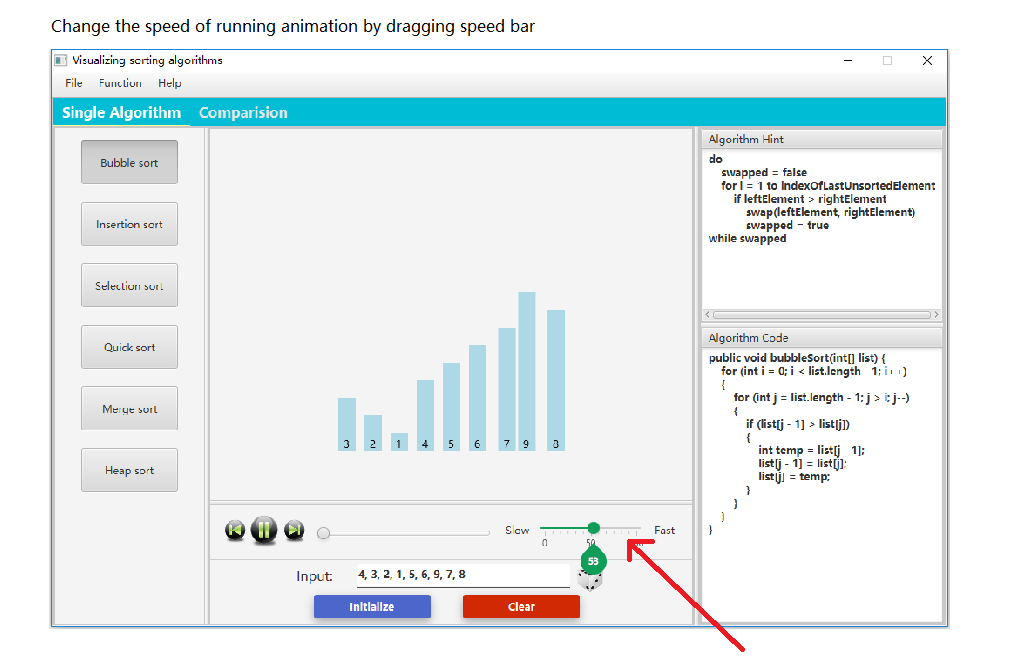 Change the speed of running animation by dragging speed bar
Visualizing sorting algorithms
File Function Help
Single Algorithm Comparision
Bubble sort
Insertion sort
Selection sort
Quick sort
Merge sort
Heap sort
3 2 1 4 5 6 7 9 8
Slow Fast
0 50
53
Input: 4, 3, 2, 1, 5, 6, 9, 7, 8
Initialize Clear
Algorithm Hint
do
swapped = false
for i = 1 to indexOfLastUnsortedElement
if leftElement > rightElement
swap(leftElement, rightElement)
swapped = true
while swapped
Algorithm Code
public void bubbleSort(int[] list) {
for (int i = 0; i < list.length - 1; i++)
{
for (int j = list.length - 1; j > i; j--)
{
if (list[j - 1] > list[j])
{
int temp = list[j - 1];
list[j - 1] = list[j];
list[j] = temp;
}
}
}
}